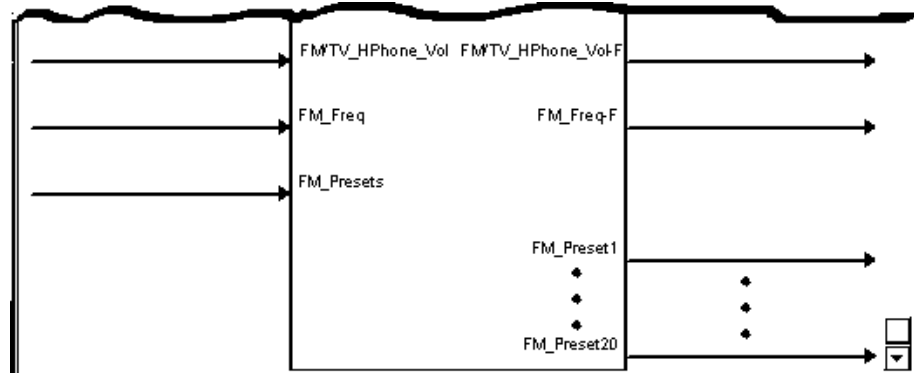 FM/TV_HPhone_Vol FM/TV_HPhone_Vol-F
FM_Freq FM_Freq-F
FM_Presets
FM_Preset1
FM_Preset20